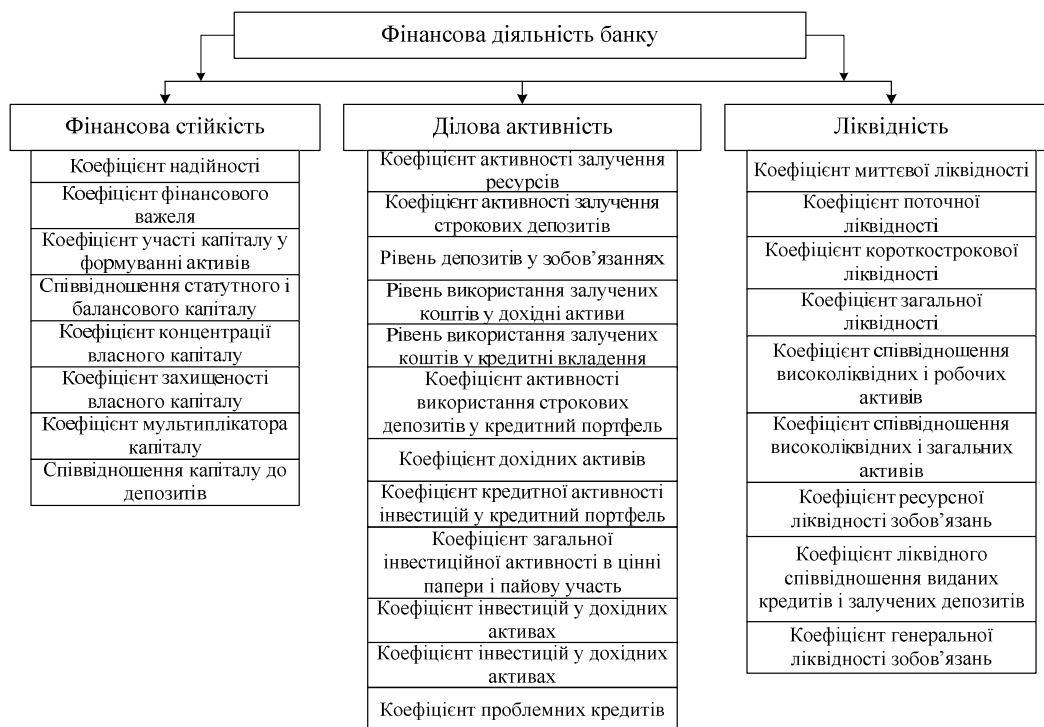 Фінансова діяльність банку
Фінансова стійкість
Коефіцієнт надійності
Коефіцієнт фінансового
важеля
Коефіцієнт участі капіталу у
формуванні активів
Співвідношення статутного і
балансового капіталу
Коефіцієнт концентрації
власного капіталу
Коефіцієнт захищеності
власного капіталу
Коефіцієнт мультиплікатора
капіталу
Співвідношення капіталу до
депозитів
Ділова активність
Коефіцієнт активності залучення
ресурсів
Коефіцієнт активності залучення
строкових депозитів
Рівень депозитів у зобов’язаннях
Рівень використання залучених
коштів у дохідні активи
Рівень використання залучених
коштів у кредитні вкладення
Коефіцієнт активності
використання строкових
депозитів у кредитний портфель
Коефіцієнт дохідних активів
Коефіцієнт кредитної активності
інвестицій у кредитний портфель
Коефіцієнт загальної
інвестиційної активності в цінні
папери і пайову участь
Коефіцієнт інвестицій у дохідних
активах
Коефіцієнт інвестицій у дохідних
активах
Коефіцієнт проблемних кредитів
Ліквідність
Коефіцієнт миттєвої ліквідності
Коефіцієнт поточної
ліквідності
Коефіцієнт короткострокової
ліквідності
Коефіцієнт загальної
ліквідності
Коефіцієнт співвідношення
високоліквідних і робочих
активів
Коефіцієнт співвідношення
високоліквідних і загальних
активів
Коефіцієнт ресурсної
ліквідності зобов’язань
Коефіцієнт ліквідного
співвідношення виданих
кредитів і залучених депозитів
Коефіцієнт генеральної
ліквідності зобов’язань